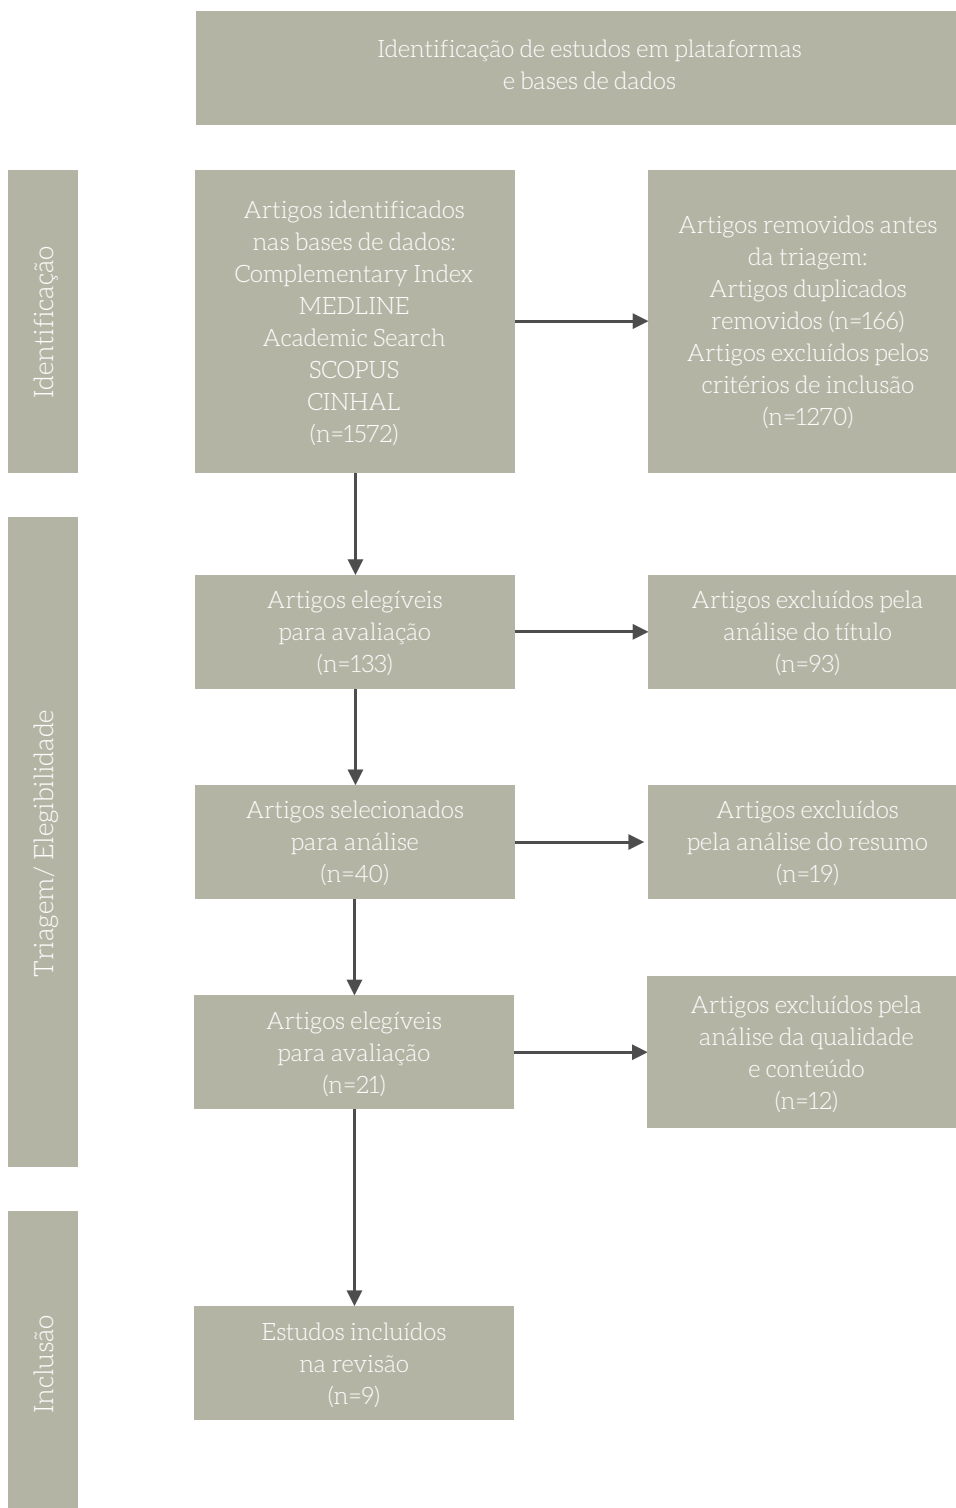 Identificação de estudos em plataformas
e bases de dados
Identificação
Artigos identificados
nas bases de dados:
Complementary Index
MEDLINE
Academic Search
SCOPUS
CINHAL
(n=1572)
Artigos removidos antes
da triagem:
Artigos duplicados
removidos (n=166)
Artigos excluídos pelos
critérios de inclusão
(n=1270)
Triagem/ Elegibilidade
Artigos elegíveis
para avaliação
(n=133)
Artigos excluídos pela
análise do título
(n=93)
Artigos selecionados
para análise
(n=40)
Artigos excluídos
pela análise do resumo
(n=19)
Artigos elegíveis
para avaliação
(n=21)
Artigos excluídos pela
análise da qualidade
e conteúdo
(n=12)
Inclusão
Estudos incluídos
na revisão
(n=9)